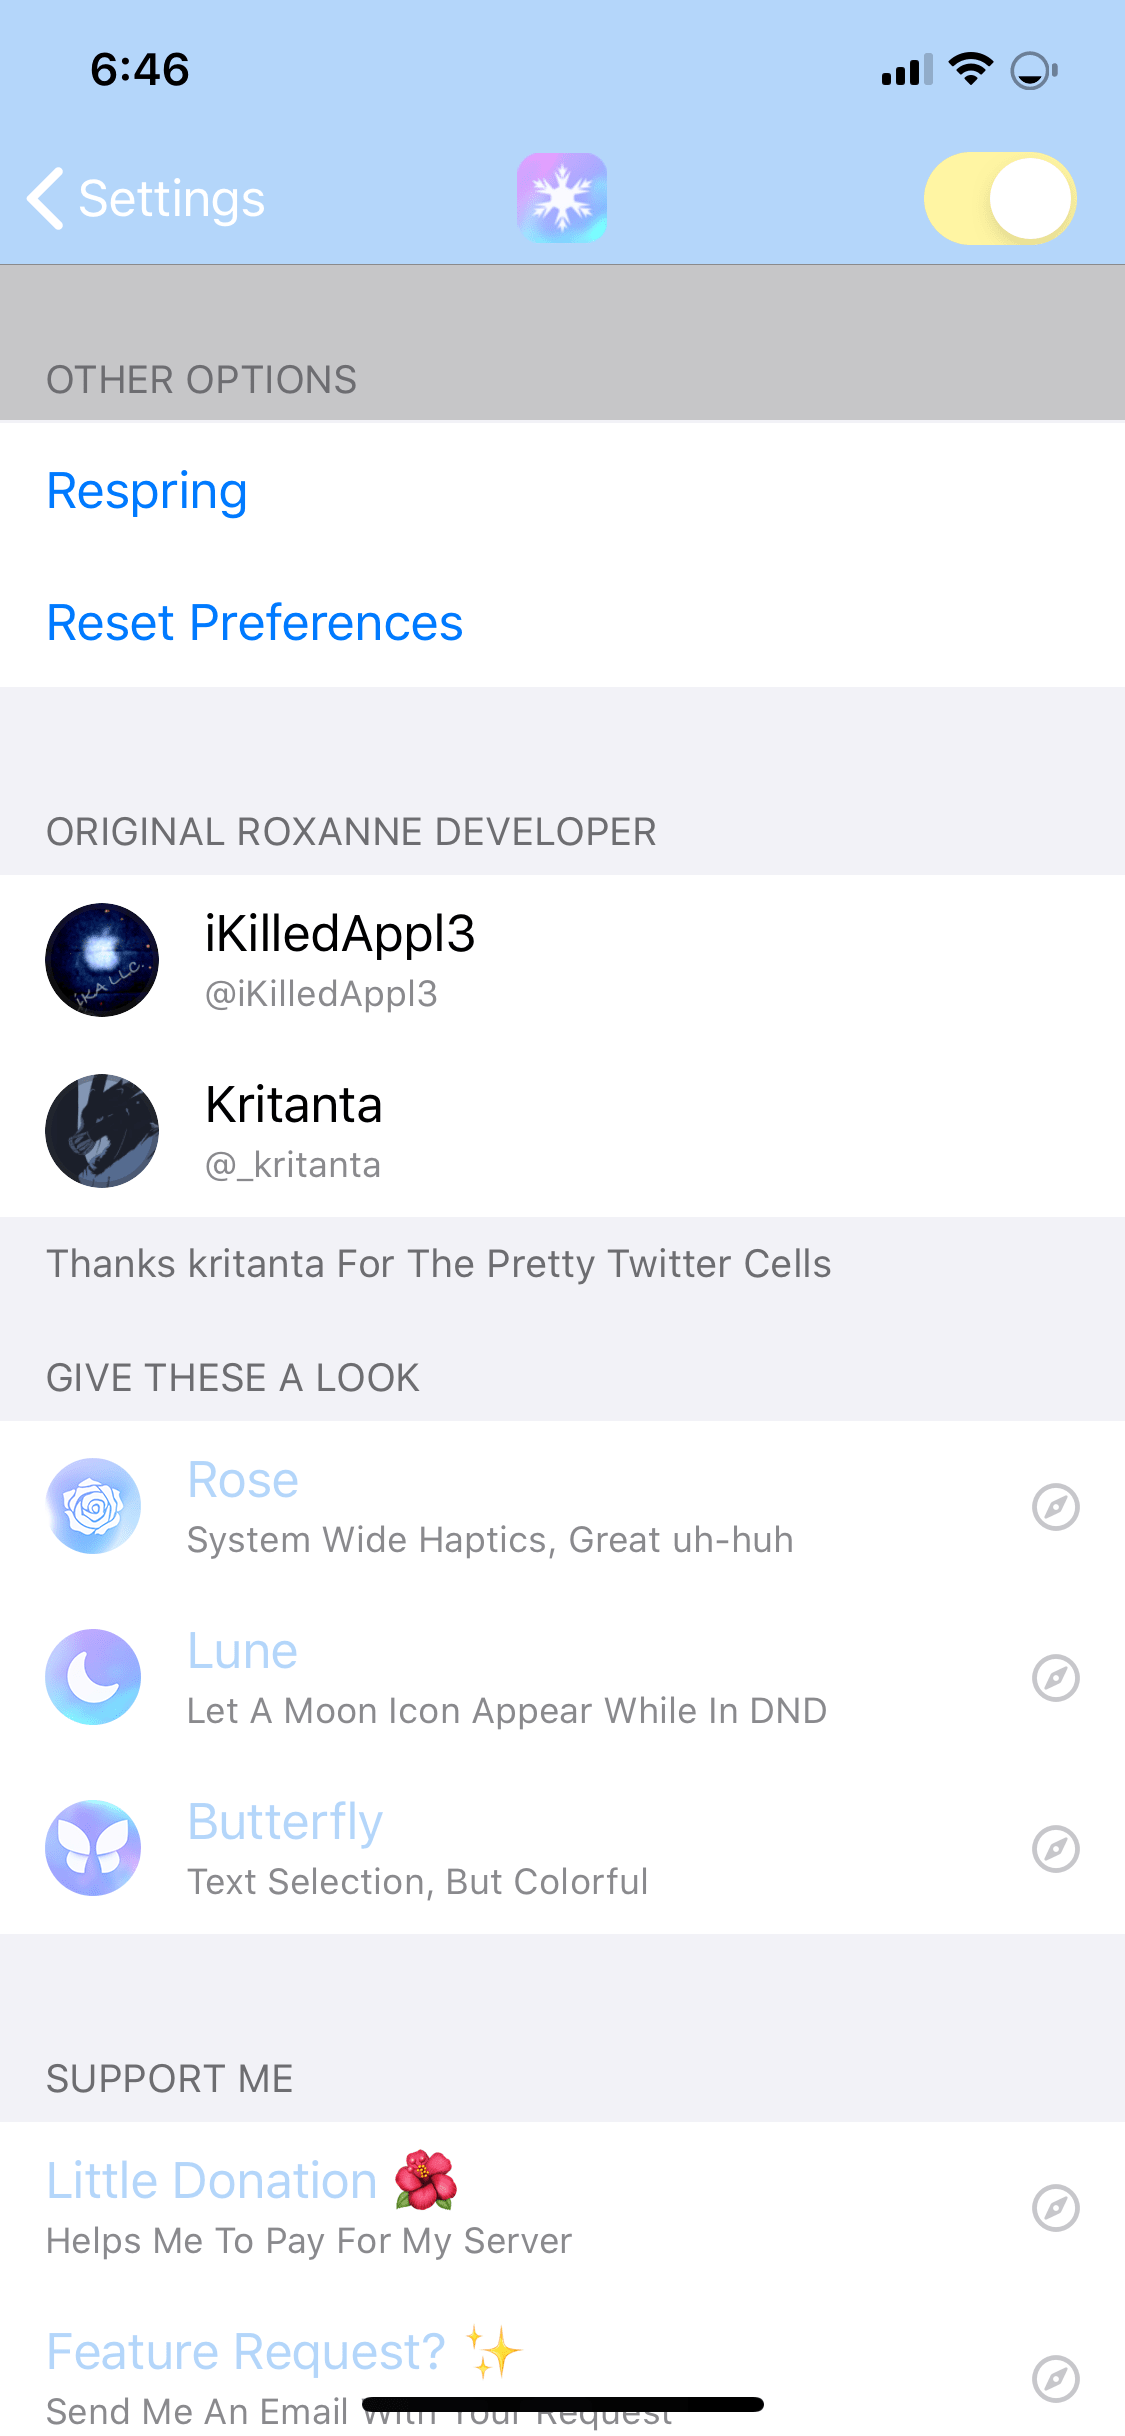 6:46
Settings
OTHER OPTIONS
Respring
Reset Preferences
ORIGINAL ROXANNE DEVELOPER
iKA LLC.
iKilledAppl3
@iKilledAppl3
Kritanta
@_kritanta
Thanks kritanta For The Pretty Twitter Cells
GIVE THESE A LOOK
Rose
System Wide Haptics, Great uh-huh
Lune
Let A Moon Icon Appear While In DND
Butterfly
Text Selection, But Colorful
SUPPORT ME
Little Donation 🌺
Helps Me To Pay For My Server
Feature Request? ✨
Send Me An Email With Your Request